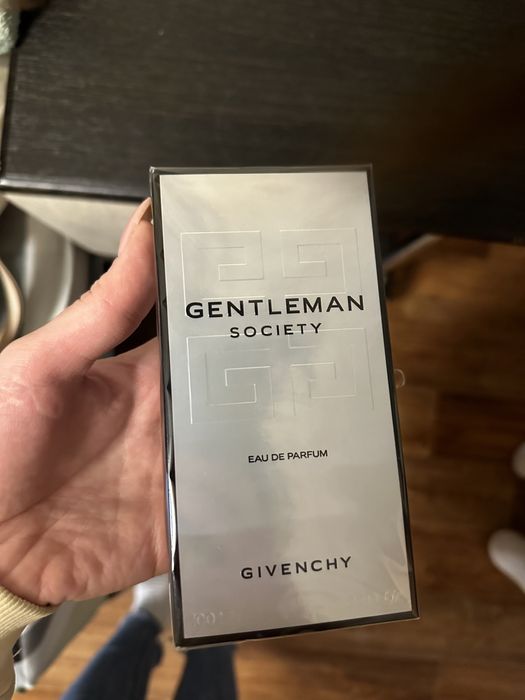 GENTLEMAN
SOCIETY
EAU DE PARFUM
GIVENCHY